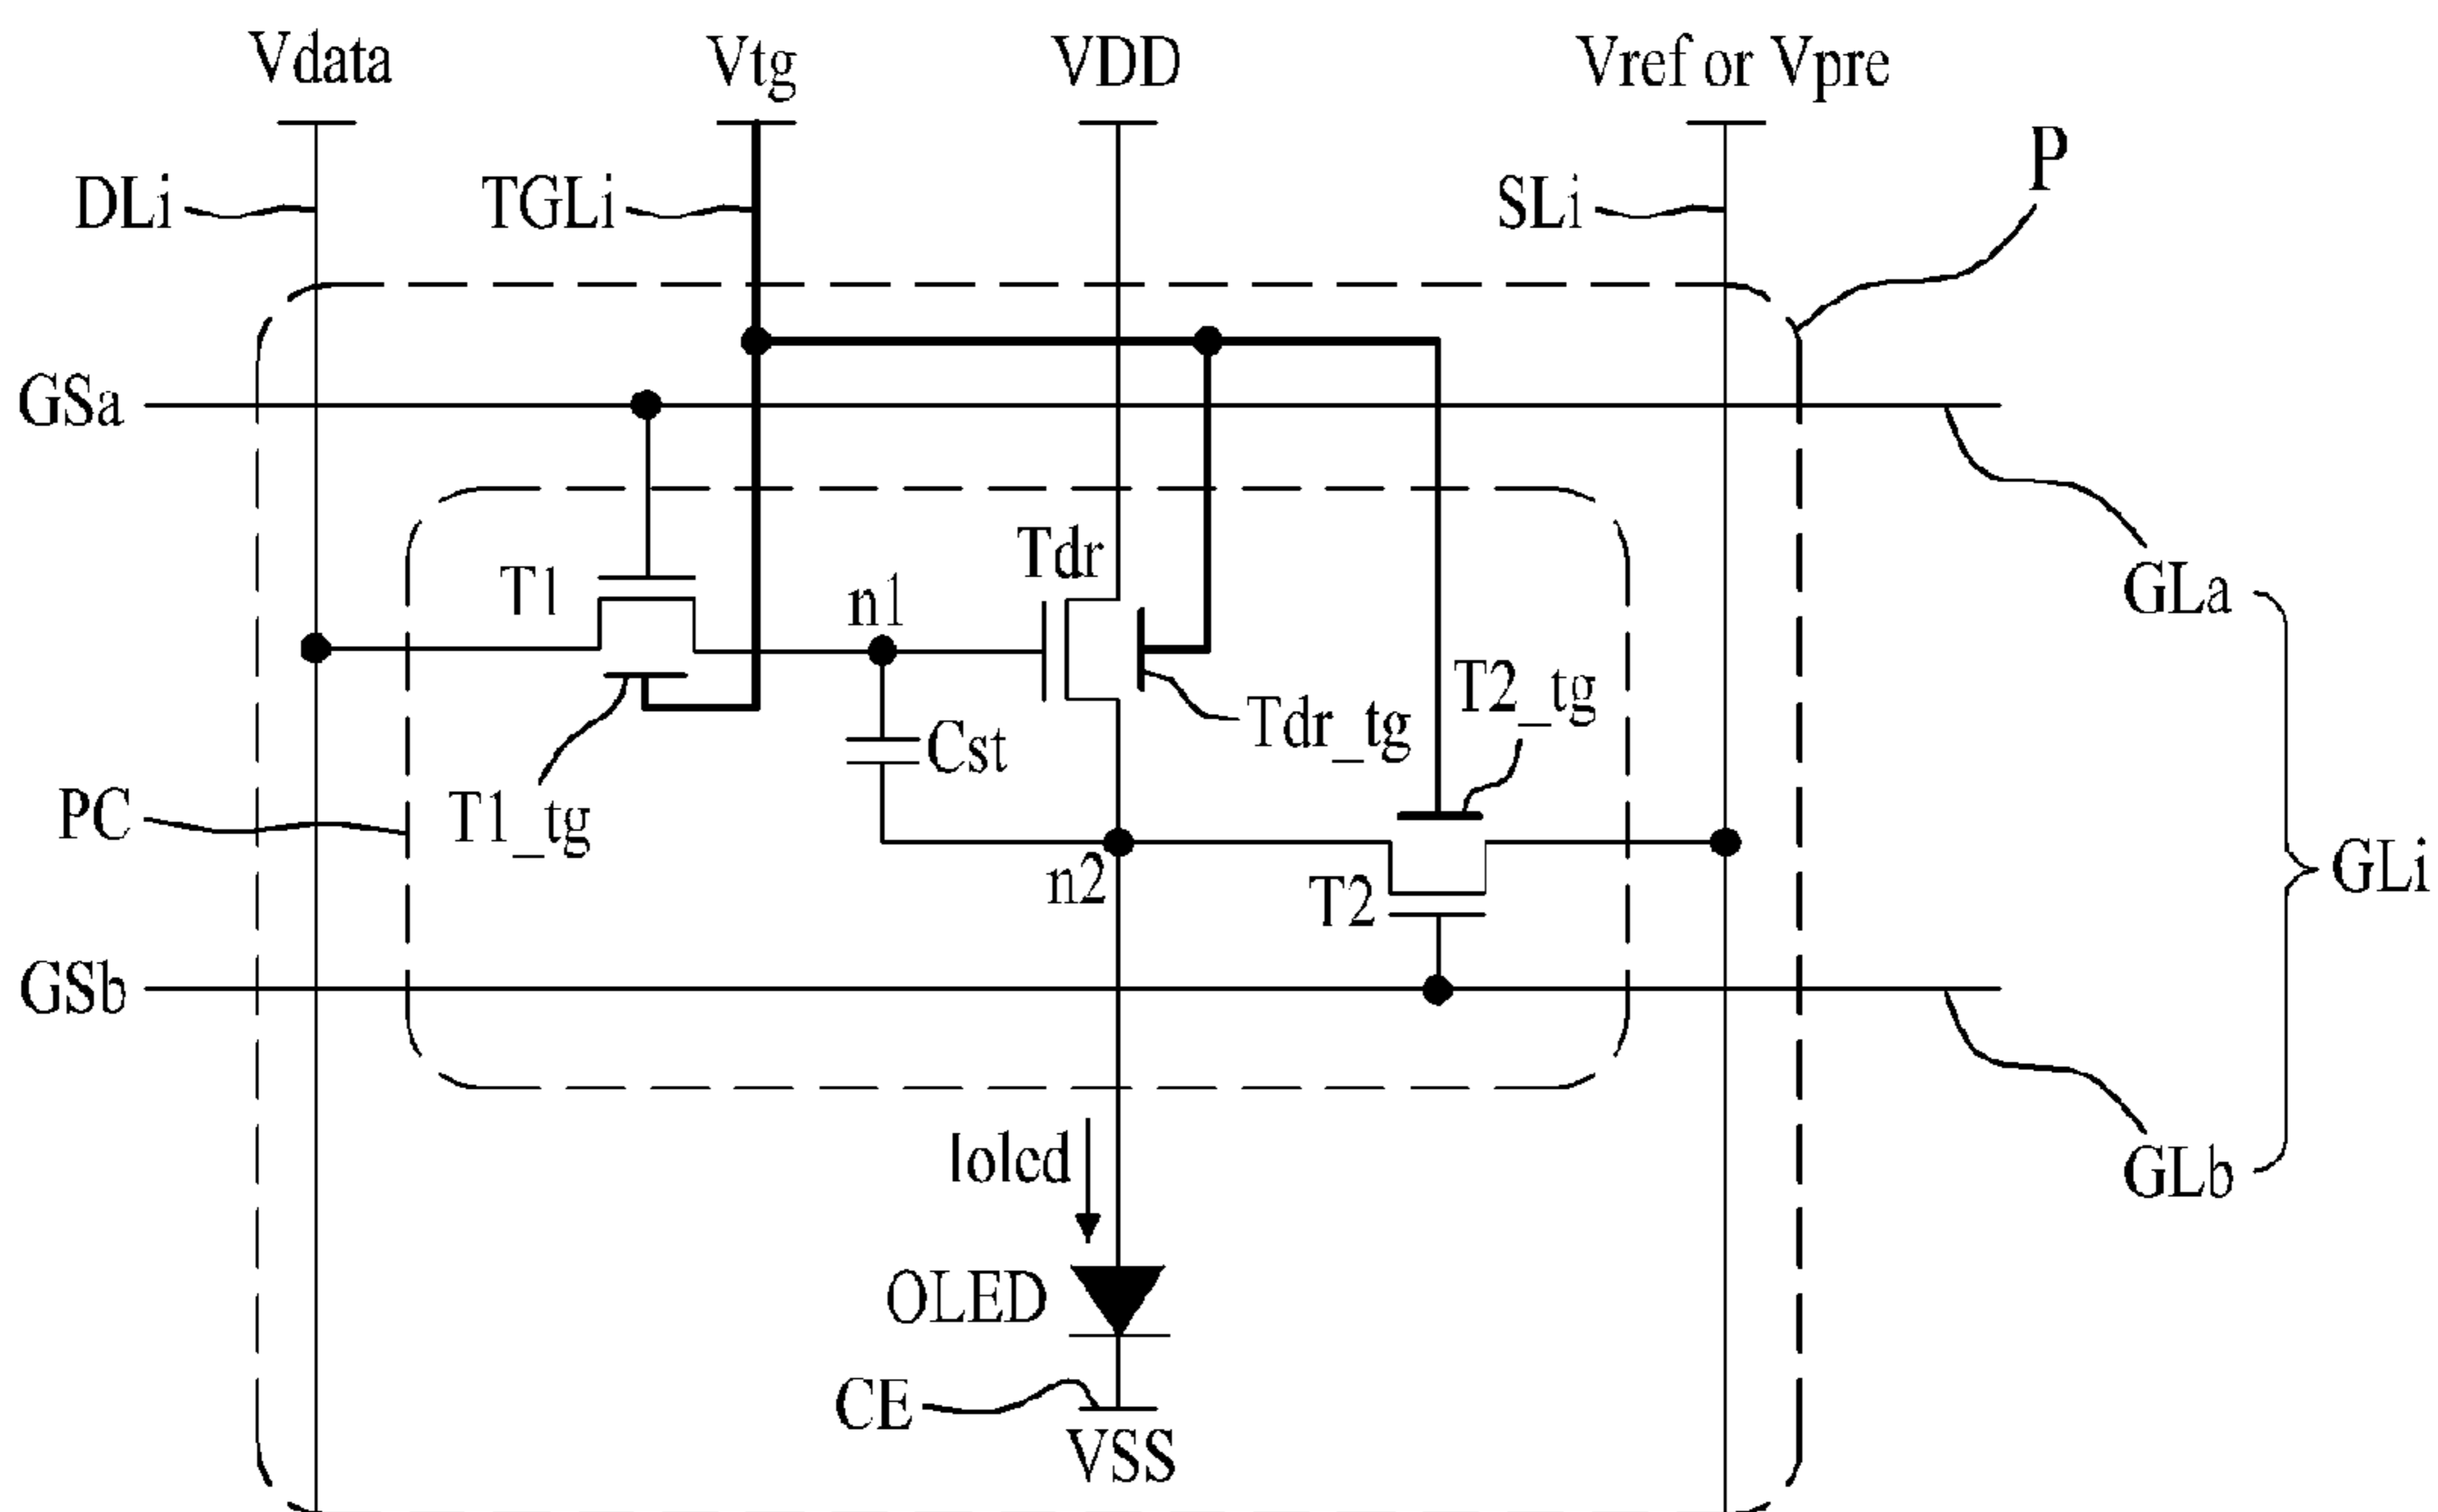 Vdata
Vtg
VDD
Vref or Vpre
P
DLi
TGLi
SLi
GSa
Tdr
T1
n1
GLa
T2_tg
Tdr_tg
Cst
PC
T1_tg
n2
T2
GLi
GSb
Iolcd
GLb
OLED
CE
VSS